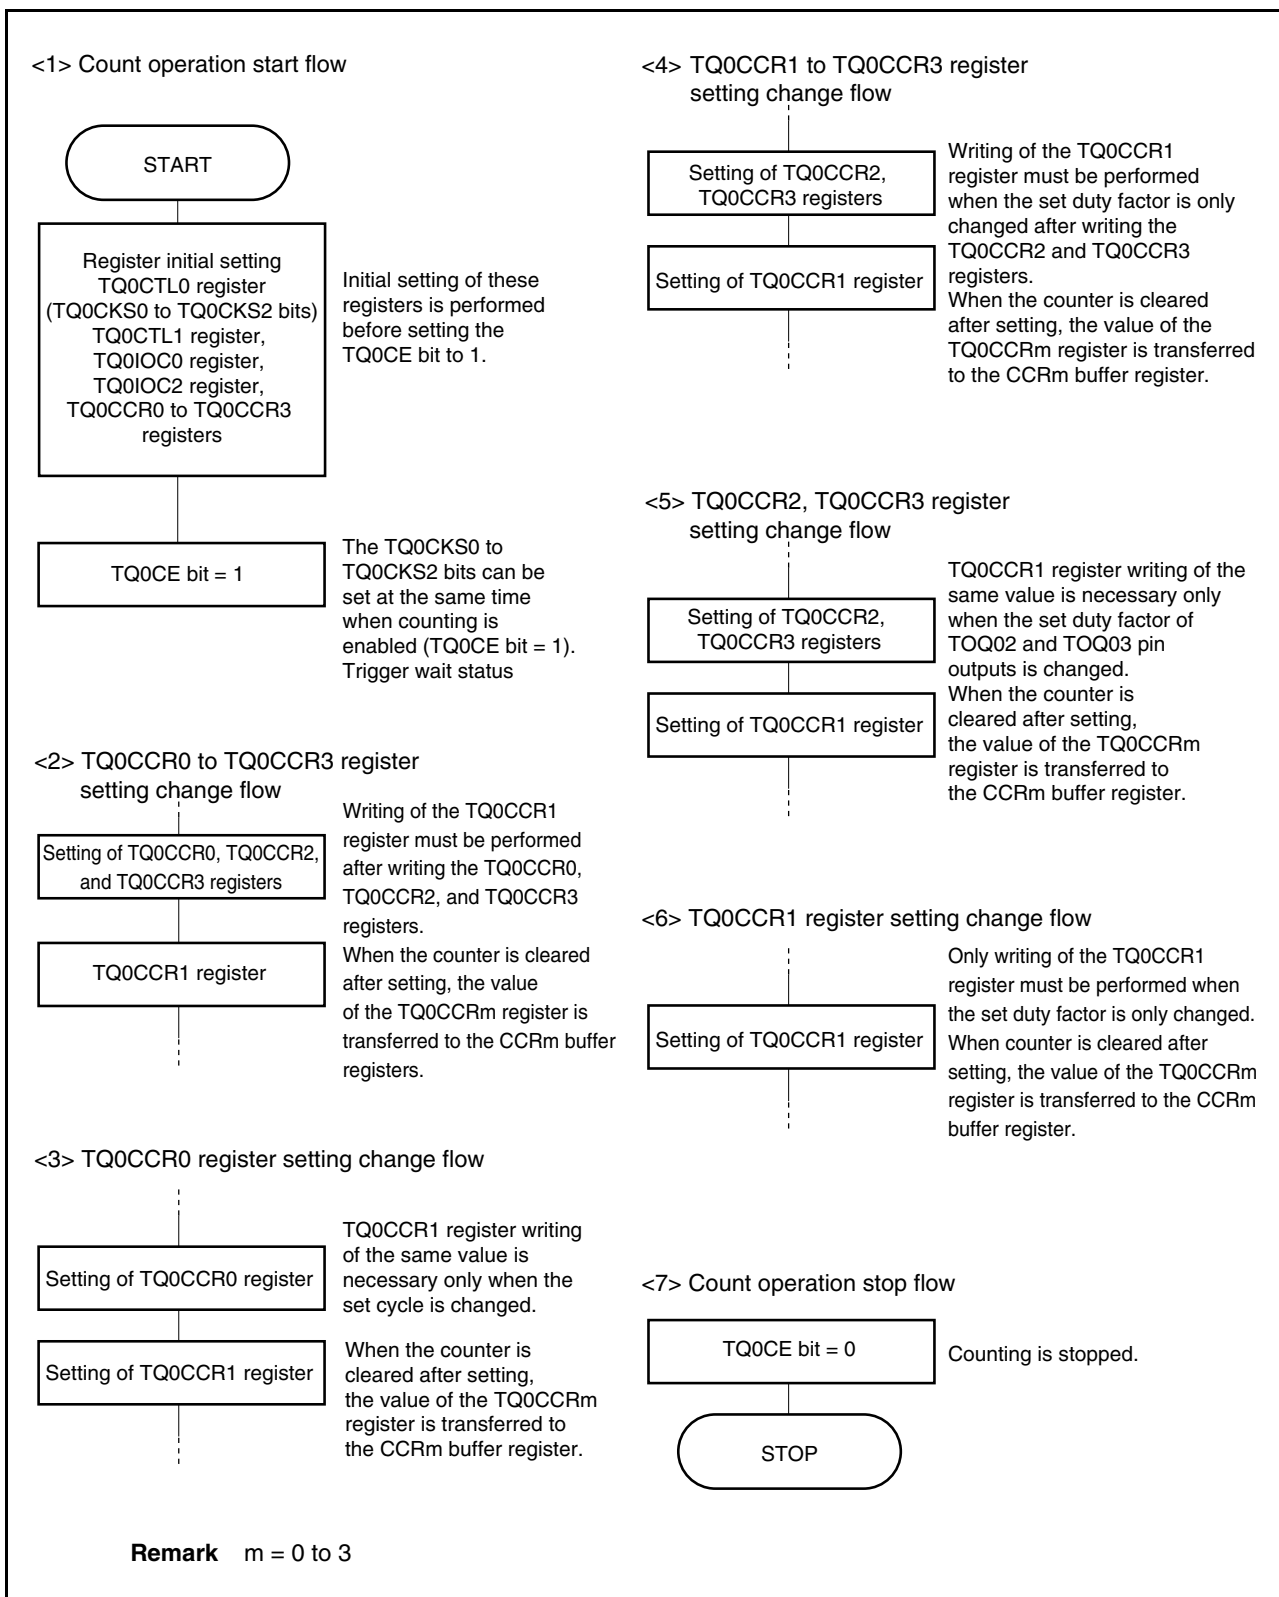 <1> Count operation start flow
START
Register initial setting
TQ0CTL0 register
(TQ0CKS0 to TQ0CKS2 bits)
TQ0CTL1 register,
TQ0IOC0 register,
TQ0IOC2 register,
TQ0CCR0 to TQ0CCR3
registers
Initial setting of these
registers is performed
before setting the
TQ0CE bit to 1.
TQ0CE bit = 1
The TQ0CKS0 to
TQ0CKS2 bits can be
set at the same time
when counting is
enabled (TQ0CE bit = 1).
Trigger wait status
<2> TQ0CCR0 to TQ0CCR3 register
setting change flow
Setting of TQ0CCR0, TQ0CCR2,
and TQ0CCR3 registers
TQ0CCR1 register
Writing of the TQ0CCR1
register must be performed
after writing the TQ0CCR0,
TQ0CCR2, and TQ0CCR3
registers.
When the counter is cleared
after setting, the value
of the TQ0CCRm register is
transferred to the CCRm buffer
registers.
<3> TQ0CCR0 register setting change flow
Setting of TQ0CCR0 register
TQ0CCR1 register writing
of the same value is
necessary only when the
set cycle is changed.
Setting of TQ0CCR1 register
When the counter is
cleared after setting,
the value of the TQ0CCRm
register is transferred to
the CCRm buffer register.
<4> TQ0CCR1 to TQ0CCR3 register
setting change flow
Setting of TQ0CCR2,
TQ0CCR3 registers
Setting of TQ0CCR1 register
Writing of the TQ0CCR1
register must be performed
when the set duty factor is only
changed after writing the
TQ0CCR2 and TQ0CCR3
registers.
When the counter is cleared
after setting, the value of the
TQ0CCRm register is transferred
to the CCRm buffer register.
<5> TQ0CCR2, TQ0CCR3 register
setting change flow
Setting of TQ0CCR2,
TQ0CCR3 registers
Setting of TQ0CCR1 register
TQ0CCR1 register writing of the
same value is necessary only
when the set duty factor of
TOQ02 and TOQ03 pin
outputs is changed.
When the counter is
cleared after setting,
the value of the TQ0CCRm
register is transferred to
the CCRm buffer register.
<6> TQ0CCR1 register setting change flow
Setting of TQ0CCR1 register
Only writing of the TQ0CCR1
register must be performed when
the set duty factor is only changed.
When counter is cleared after
setting, the value of the TQ0CCRm
register is transferred to the CCRm
buffer register.
<7> Count operation stop flow
TQ0CE bit = 0
Counting is stopped.
STOP
Remark m = 0 to 3